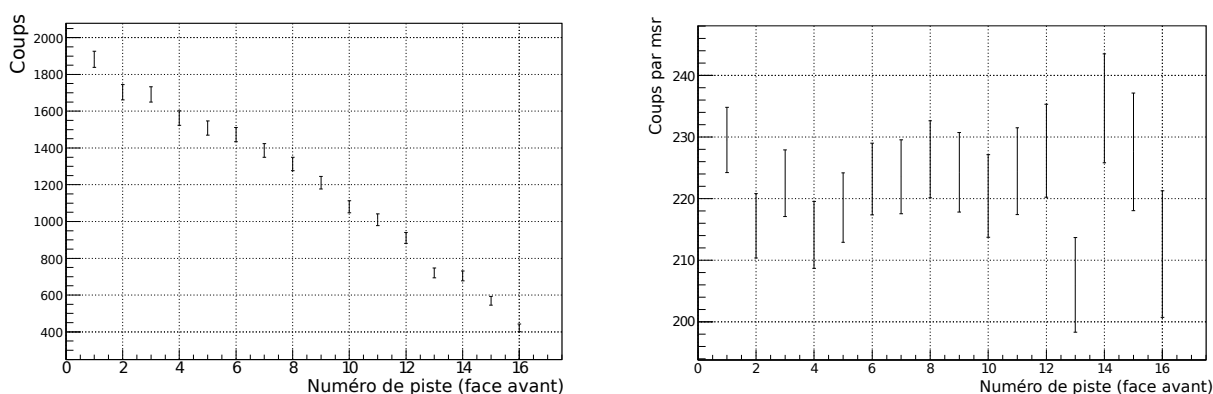 Coups
2000
1800
1600
1400
1200
1000
800
600
400
0 2 4 6 8 10 12 14 16
Numéro de piste (face avant)
Coups par msr
240
230
220
210
200
0 2 4 6 8 10 12 14 16
Numéro de piste (face avant)